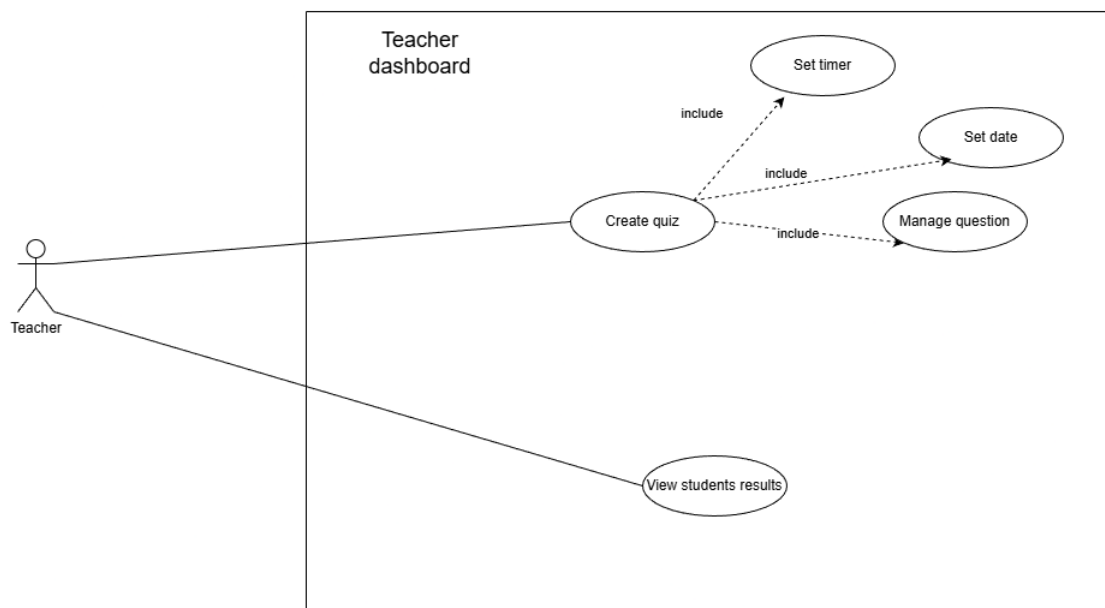 Teacher
dashboard
Set timer
include
Set date
include
Create quiz
Manage question
include
Teacher
View students results